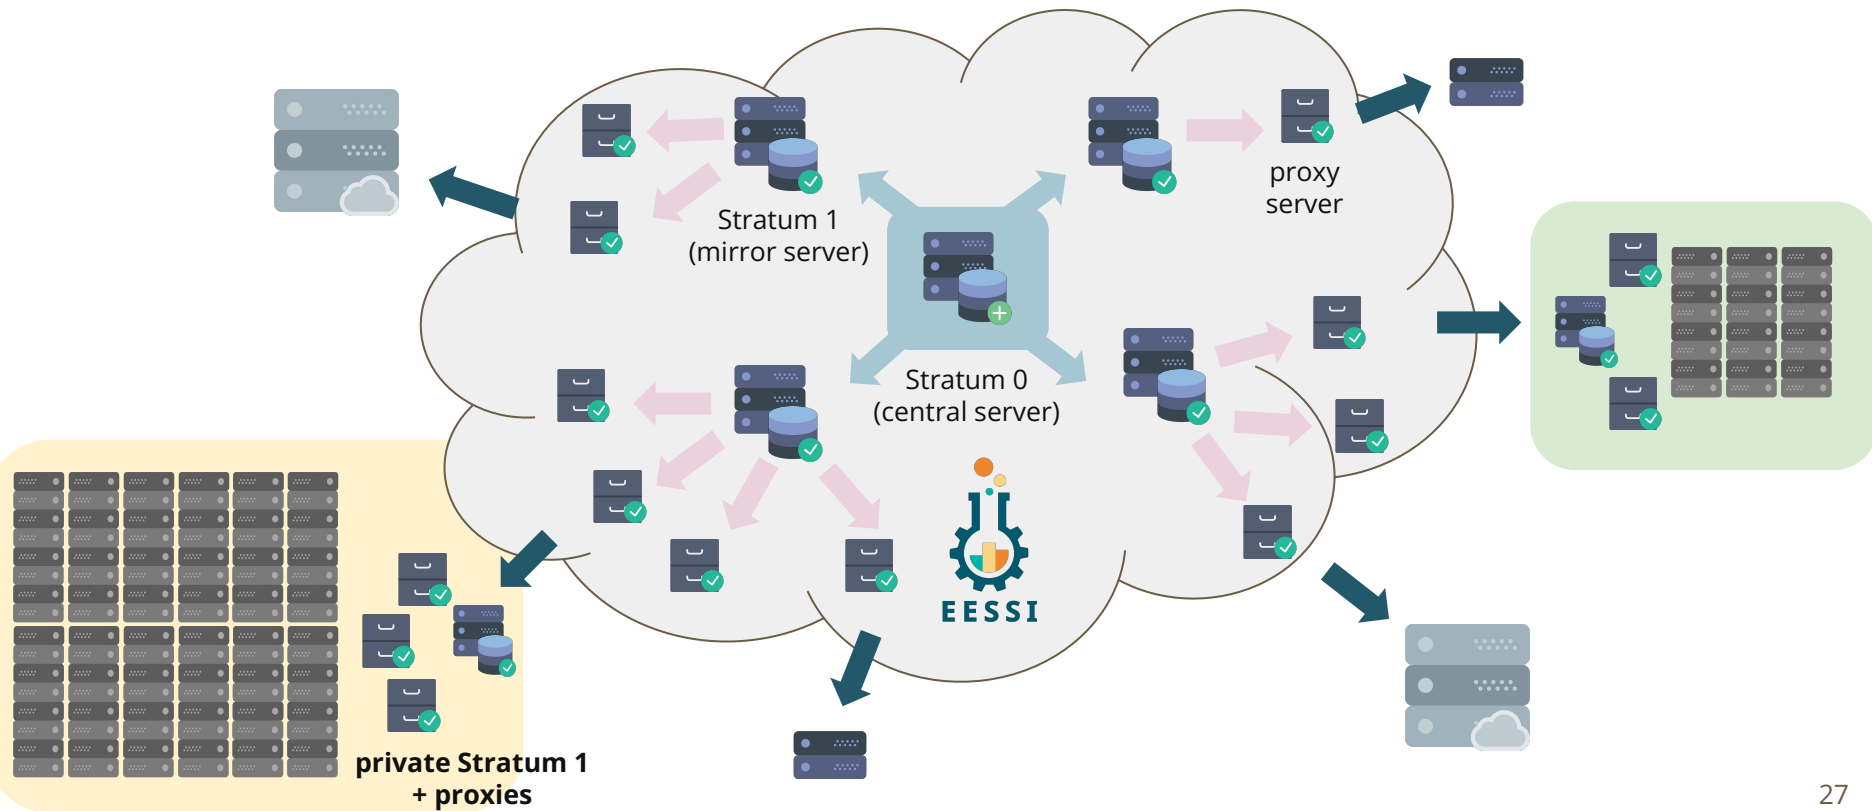 proxy
server
Stratum 1
(mirror server)
Stratum 0
(central server)
EESSI
private Stratum 1
+ proxies
27